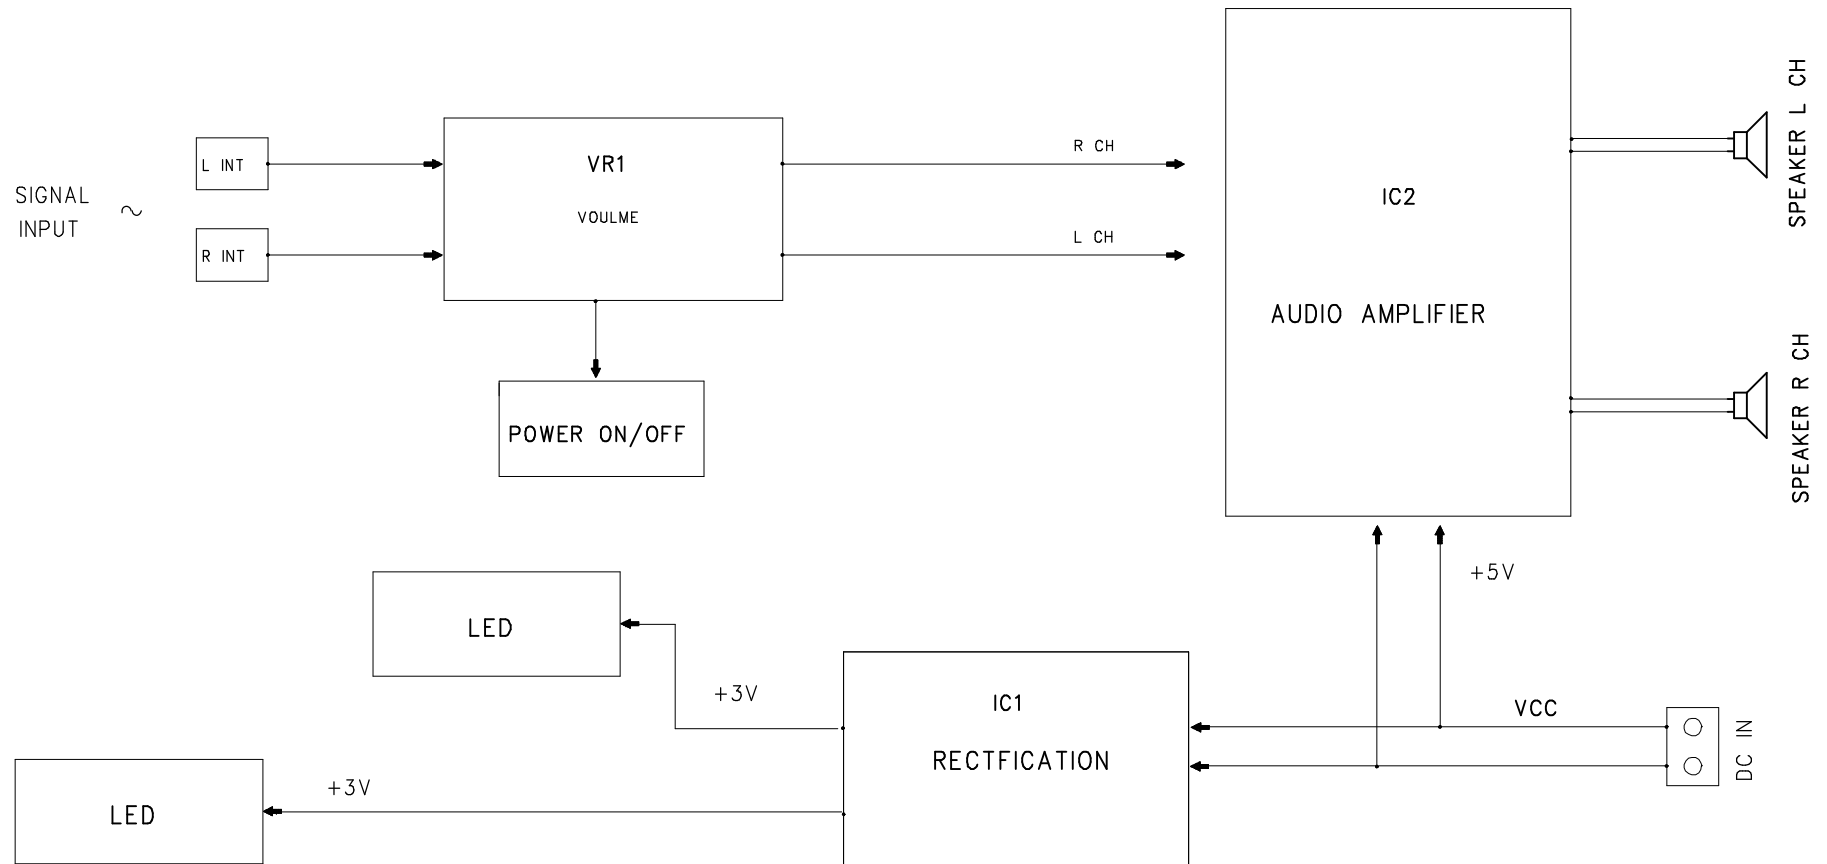 SIGNAL
INPUT
~
L INT
R INT
VR1
VOULME
R CH
L CH
IC2
AUDIO AMPLIFIER
SPEAKER L CH
SPEAKER R CH
POWER ON/OFF
+5V
LED
+3V
IC1
RECTFICATION
VCC
DC IN
+3V
LED